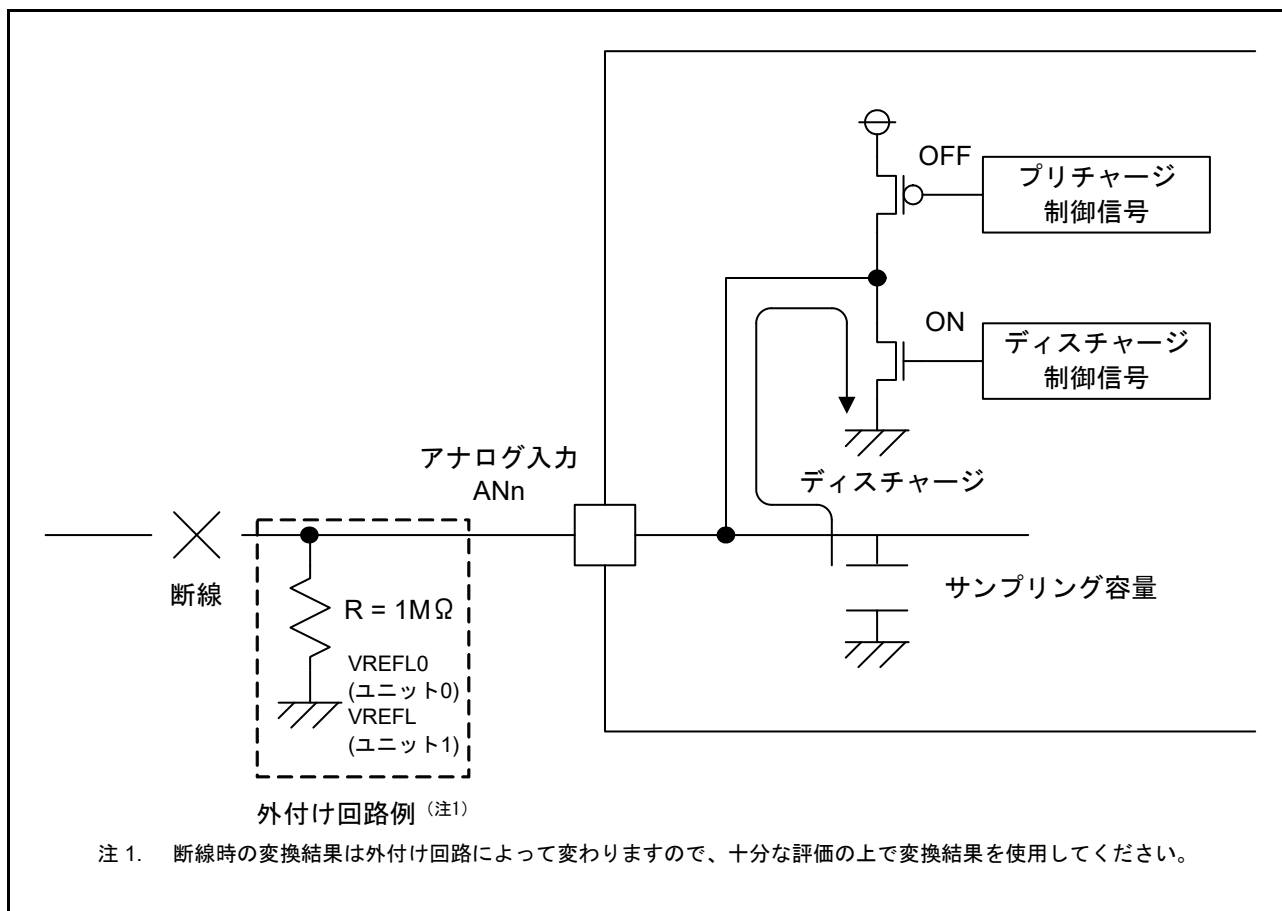 OFF
プリチャージ
制御信号
ON
ディスチャージ
制御信号
アナログ入力
ANn
ディスチャージ
断線
R = 1MΩ
サンプリング容量
VREFL0
(ユニット0)
VREFL
(ユニット1)
外付け回路例 (注1)
注 1. 断線時の変換結果は外付け回路によって変わりますので、十分な評価の上で変換結果を使用してください。